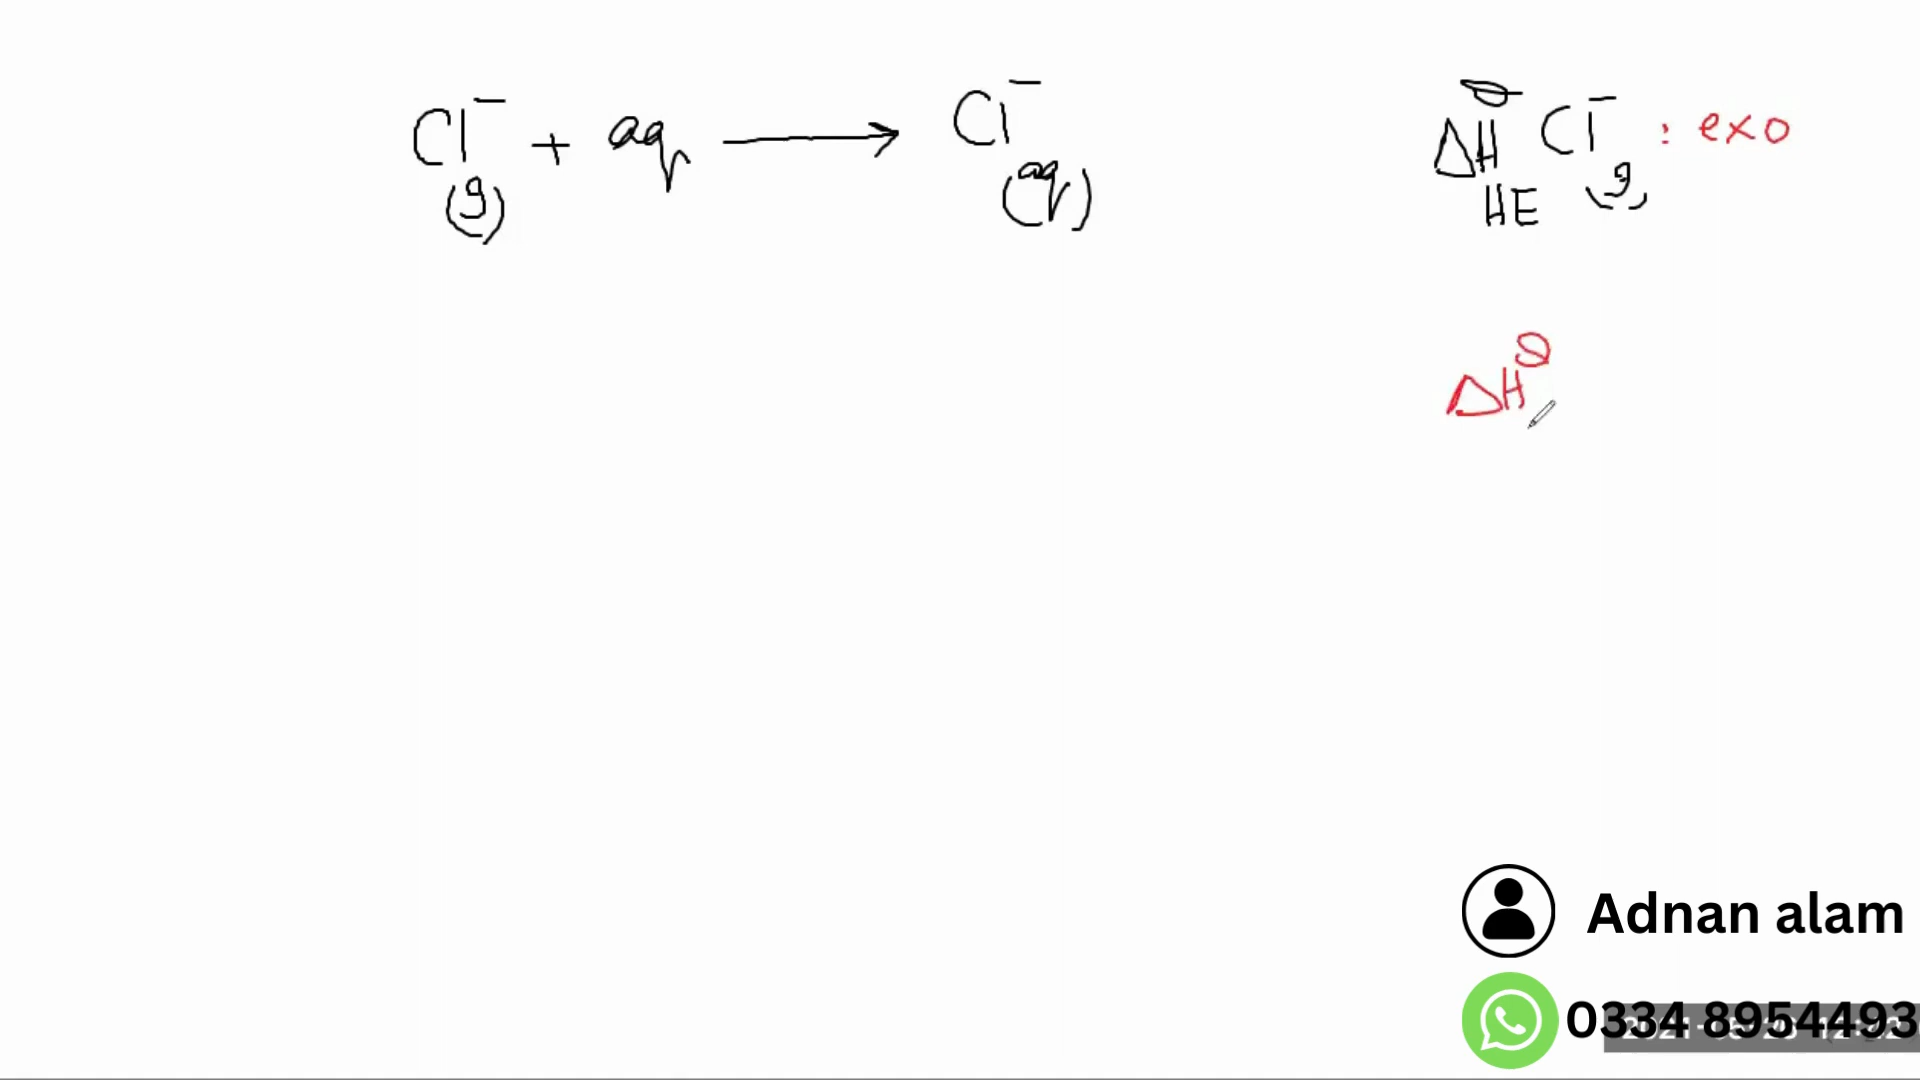 Cl⁻(g) + aq ⟶ Cl⁻(aq) ΔH⦵HE Cl⁻(g) : exo
ΔH⦵
Adnan alam
0334 8954493